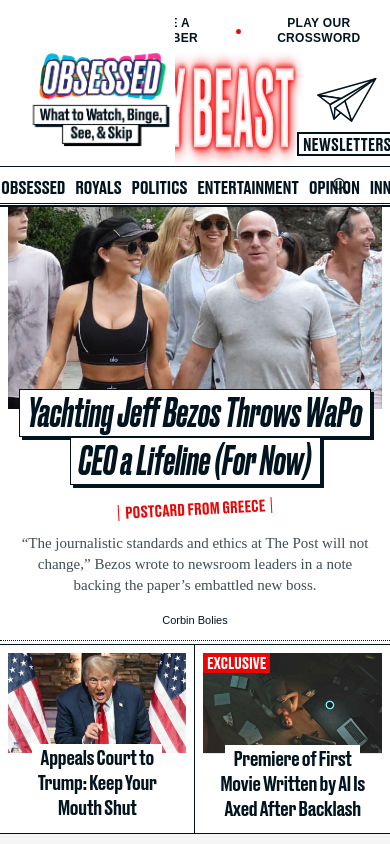 E A
BER
PLAY OUR
CROSSWORD
OBSESSED
What to Watch, Binge,
See, & Skip
Y BEAST
NEWSLETTERS
OBSESSED ROYALS POLITICS ENTERTAINMENT OPINION INN
alo
Yachting Jeff Bezos Throws WaPo
CEO a Lifeline (For Now)
POSTCARD FROM GREECE
“The journalistic standards and ethics at The Post will not
change,” Bezos wrote to newsroom leaders in a note
backing the paper’s embattled new boss.
Corbin Bolies
Appeals Court to
Trump: Keep Your
Mouth Shut
EXCLUSIVE
Premiere of First
Movie Written by AI Is
Axed After Backlash